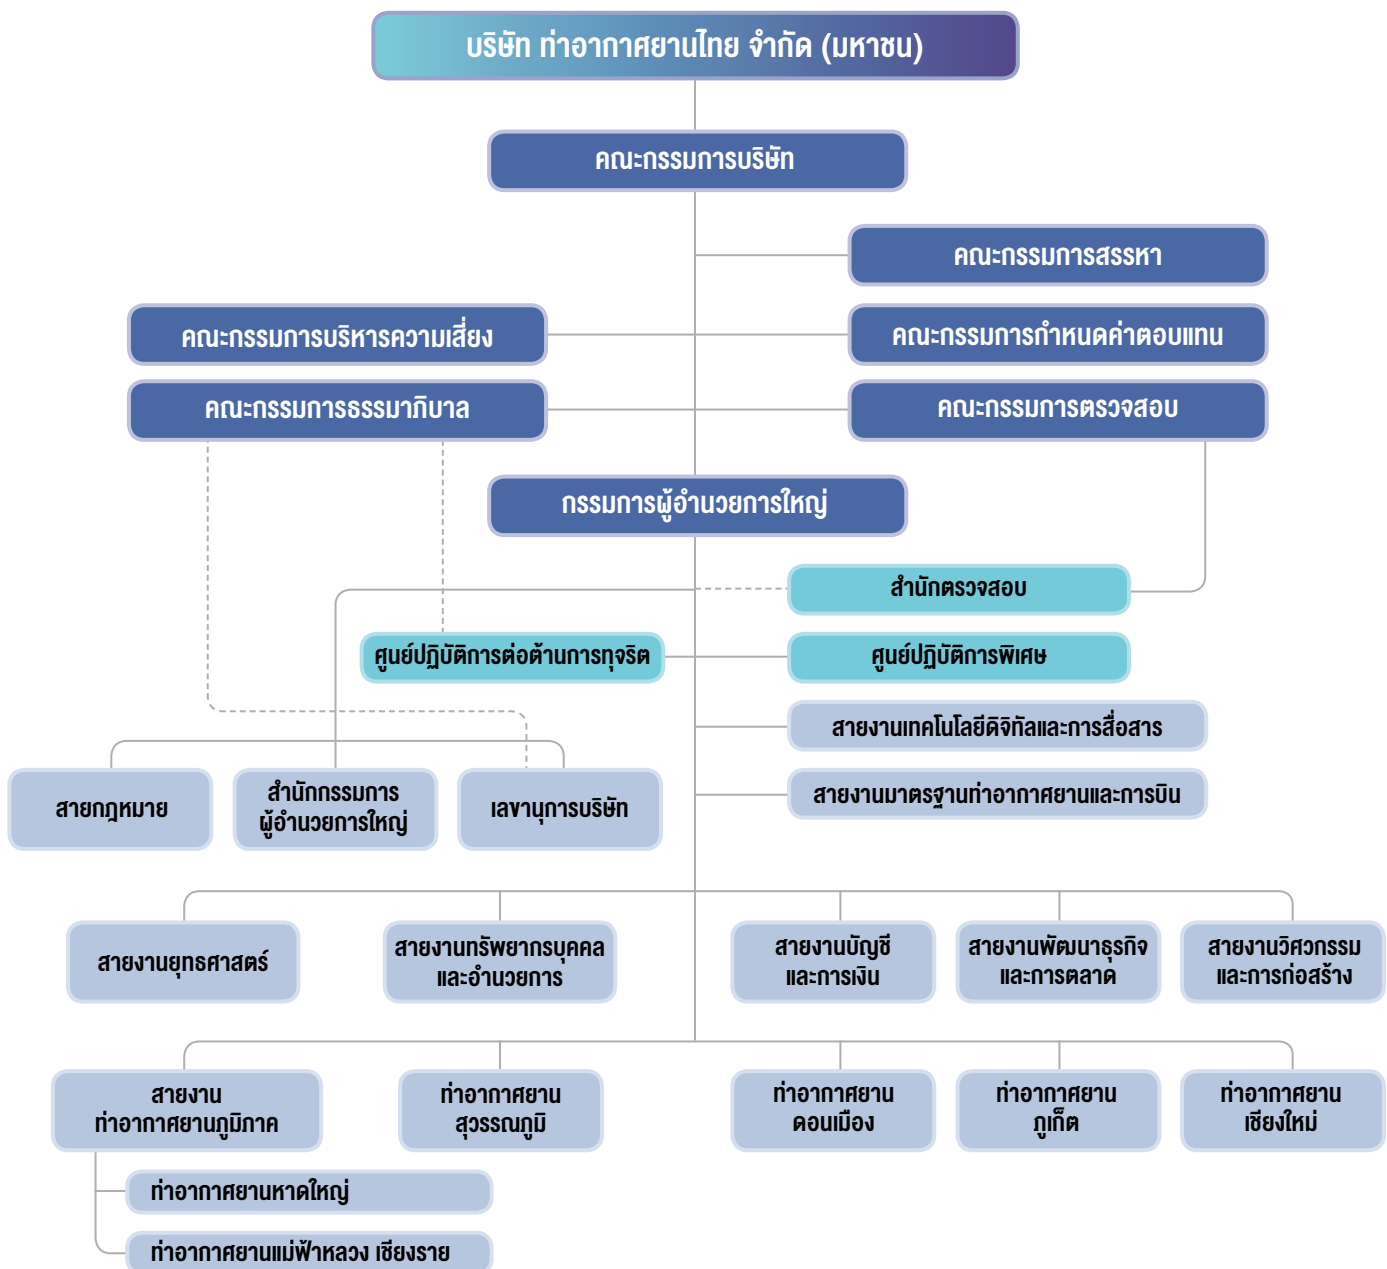 บริษัท ท่าอากาศยานไทย จำกัด (มหาชน)
คณะกรรมการบริษัท
คณะกรรมการสรรหา
คณะกรรมการบริหารความเสี่ยง
คณะกรรมการกำหนดค่าตอบแทน
คณะกรรมการธรรมาภิบาล
คณะกรรมการตรวจสอบ
กรรมการผู้อำนวยการใหญ่
สำนักตรวจสอบ
ศูนย์ปฏิบัติการต่อต้านการทุจริต
ศูนย์ปฏิบัติการพิเศษ
สายงานเทคโนโลยีดิจิทัลและการสื่อสาร
สายงานมาตรฐานท่าอากาศยานและการบิน
สายกฎหมาย
สำนักกรรมการ
ผู้อำนวยการใหญ่
เลขานุการบริษัท
สายงานยุทธศาสตร์
สายงานทรัพยากรบุคคล
และอำนวยการ
สายงานบัญชี
และการเงิน
สายงานพัฒนาธุรกิจ
และการตลาด
สายงานวิศวกรรม
และการก่อสร้าง
สายงาน
ท่าอากาศยานภูมิภาค
ท่าอากาศยาน
สุวรรณภูมิ
ท่าอากาศยาน
ดอนเมือง
ท่าอากาศยาน
ภูเก็ต
ท่าอากาศยาน
เชียงใหม่
ท่าอากาศยานหาดใหญ่
ท่าอากาศยานแม่ฟ้าหลวง เชียงราย